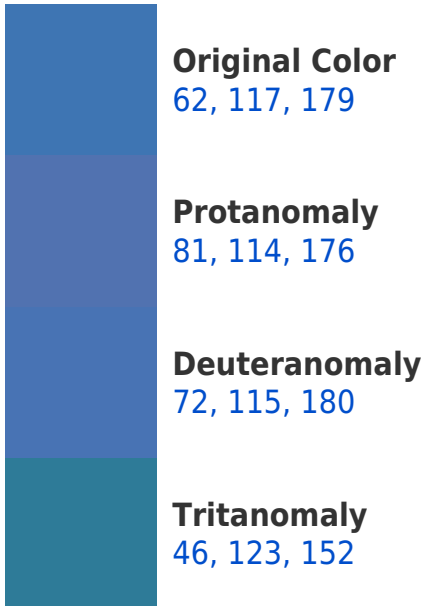 Original Color
62, 117, 179
Protanomaly
81, 114, 176
Deuteranomaly
72, 115, 180
Tritanomaly
46, 123, 152